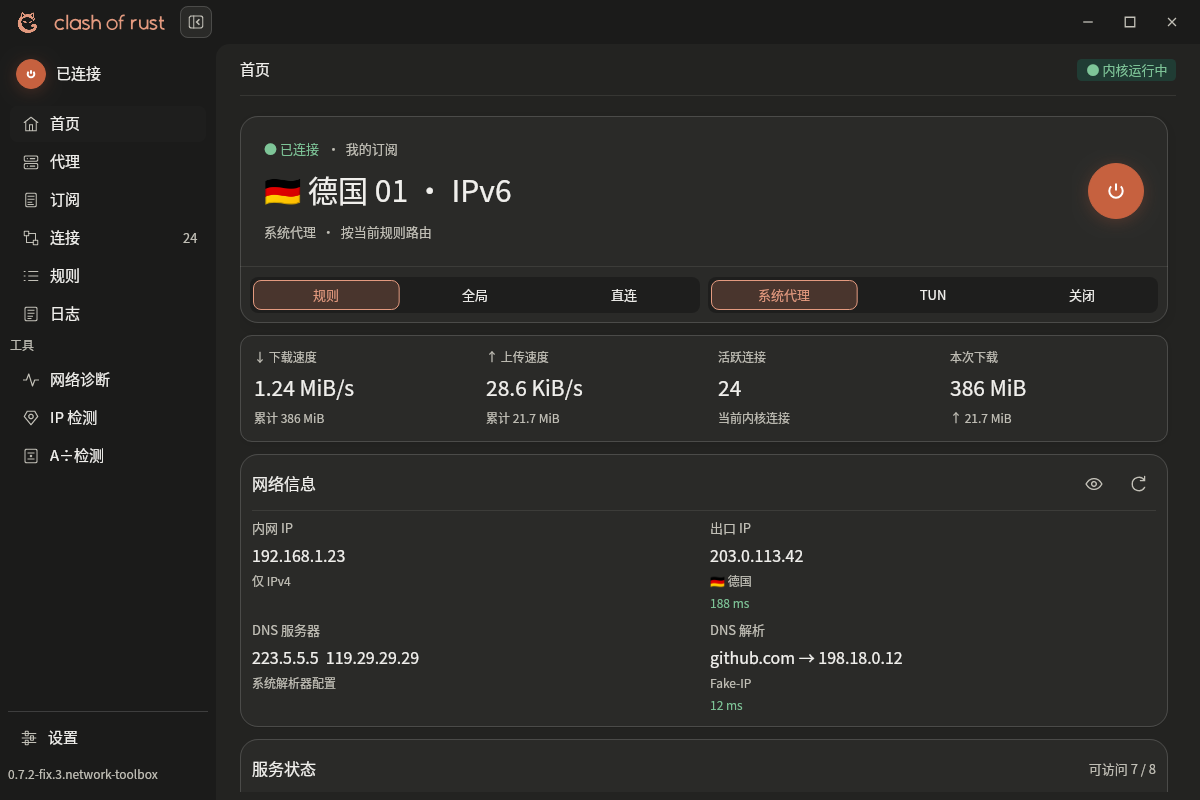 clash of rust
已连接
首页
代理
订阅
连接 24
规则
日志
工具
网络诊断
IP 检测
A÷检测
设置
0.7.2-fix.3.network-toolbox
首页
内核运行中
已连接 • 我的订阅
德国 01 • IPv6
系统代理 • 按当前规则路由
规则 全局 直连 系统代理 TUN 关闭
↓ 下载速度 ↑ 上传速度 活跃连接 本次下载
1.24 MiB/s 28.6 KiB/s 24 386 MiB
累计 386 MiB 累计 21.7 MiB 当前内核连接 ↑ 21.7 MiB
网络信息
内网 IP
192.168.1.23
仅 IPv4
出口 IP
203.0.113.42
德国
188 ms
DNS 服务器
223.5.5.5 119.29.29.29
系统解析器配置
DNS 解析
github.com → 198.18.0.12
Fake-IP
12 ms
服务状态
可访问 7 / 8